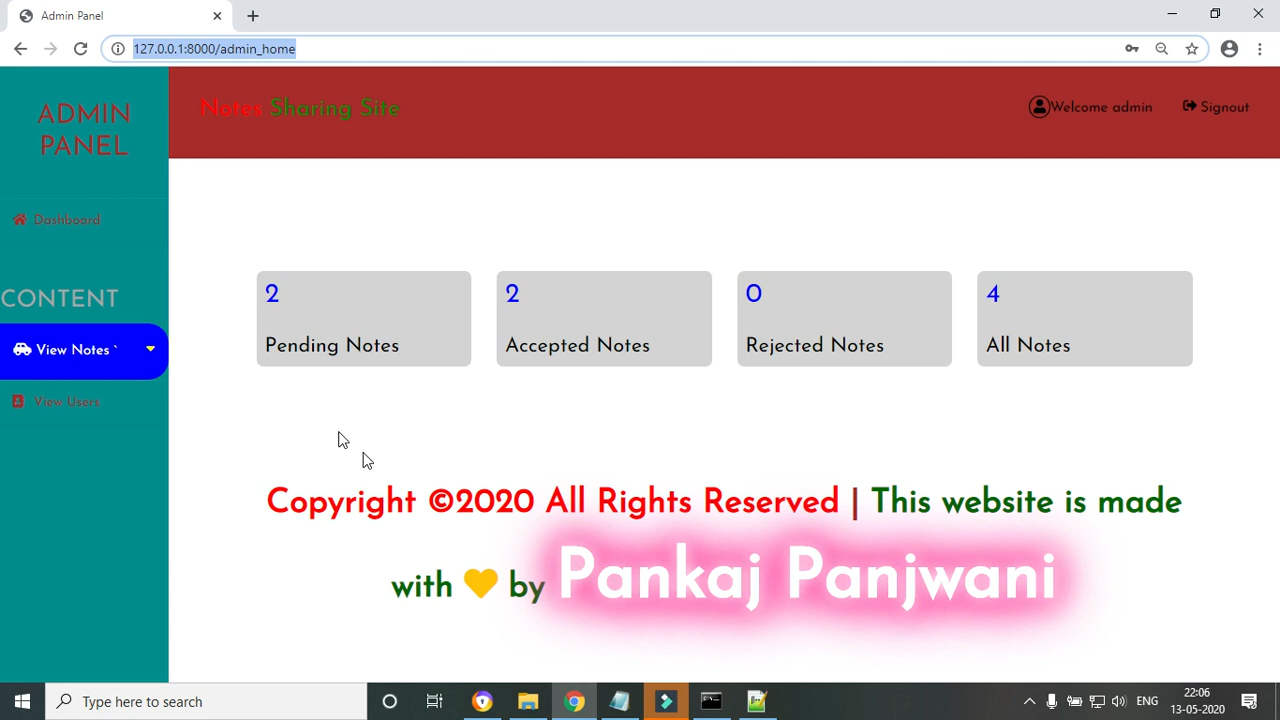 Admin Panel
127.0.0.1:8000/admin_home
ADMIN
PANEL
Notes Sharing Site
Welcome admin
Signout
Dashboard
CONTENT
View Notes `
View Users
2
Pending Notes
2
Accepted Notes
0
Rejected Notes
4
All Notes
Copyright ©2020 All Rights Reserved | This website is made
with by Pankaj Panjwani
Type here to search
ENG
22:06
13-05-2020